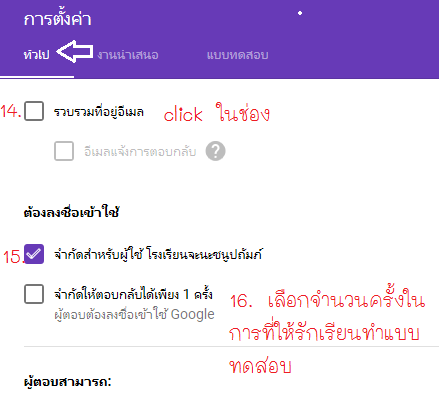 การตั้งค่า
ทั่วไป งานนำเสนอ แบบทดสอบ
14. รวบรวมที่อยู่อีเมล click ในช่อง
อีเมลแจ้งการตอบกลับ ?
ต้องลงชื่อเข้าใช้
15. จำกัดสำหรับผู้ใช้ โรงเรียนจะนะชนูปถัมภ์
จำกัดให้ตอบกลับได้เพียง 1 ครั้ง
ผู้ตอบต้องลงชื่อเข้าใช้ Google
16. เลือกจำนวนครั้งใน
การที่ให้รักเรียนทำแบบ
ทดสอบ
ผู้ตอบสามารถ: